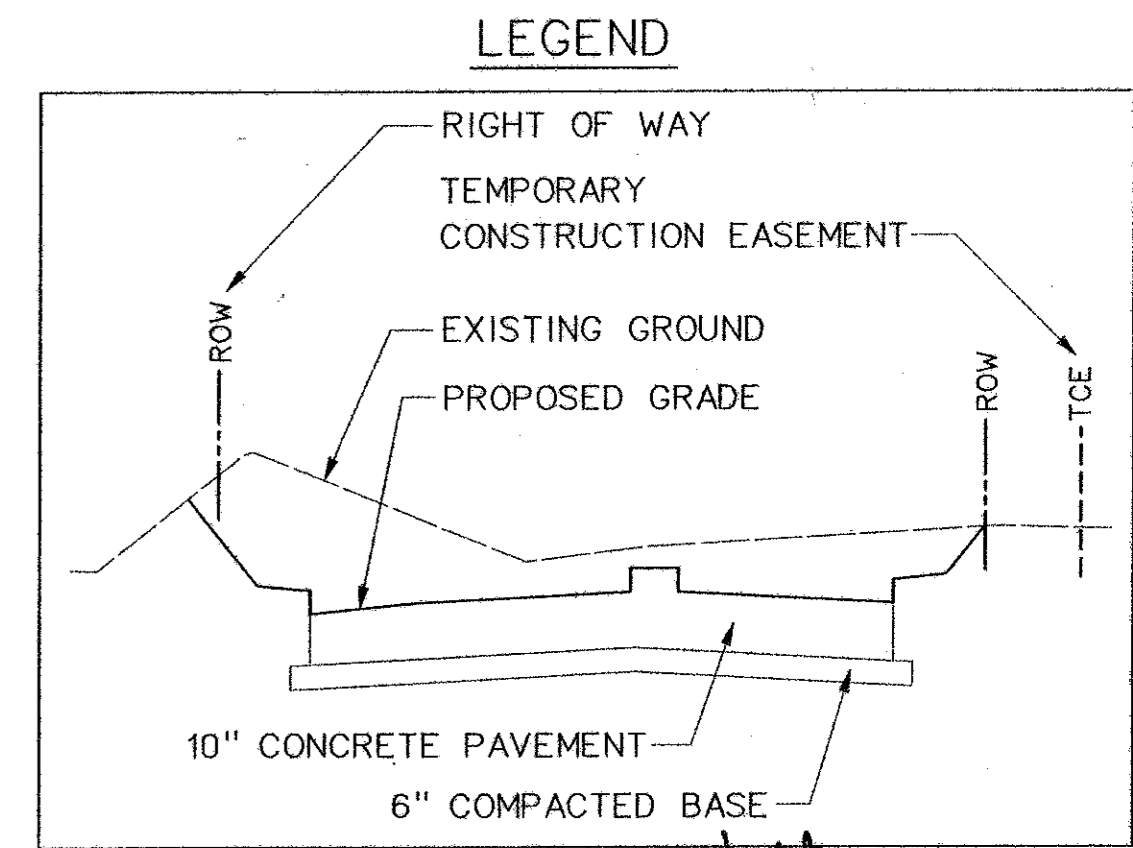 LEGEND
RIGHT OF WAY
TEMPORARY
CONSTRUCTION EASEMENT
ROW
EXISTING GROUND
ROW
TCE
PROPOSED GRADE
10" CONCRETE PAVEMENT
6" COMPACTED BASE